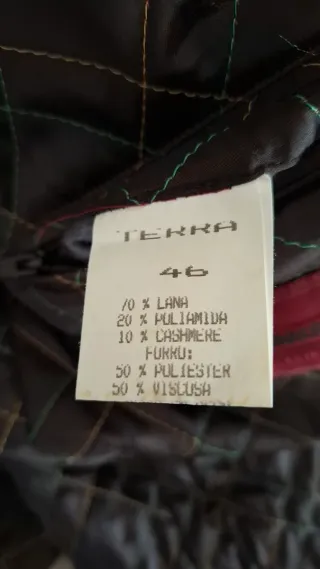 TERRA
46
70 % LANA
20 % POLIAMIDA
10 % CASHMERE
FORRO:
50 % POLIESTER
50 % VISCOSA